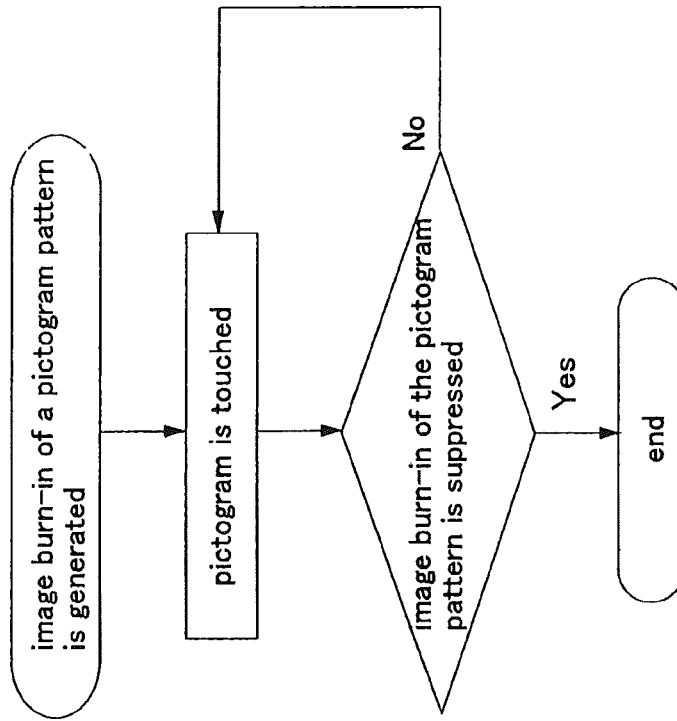 image burn-in of a pictogram pattern
is generated
pictogram is touched
image burn-in of the pictogram
pattern is suppressed
No
Yes
end